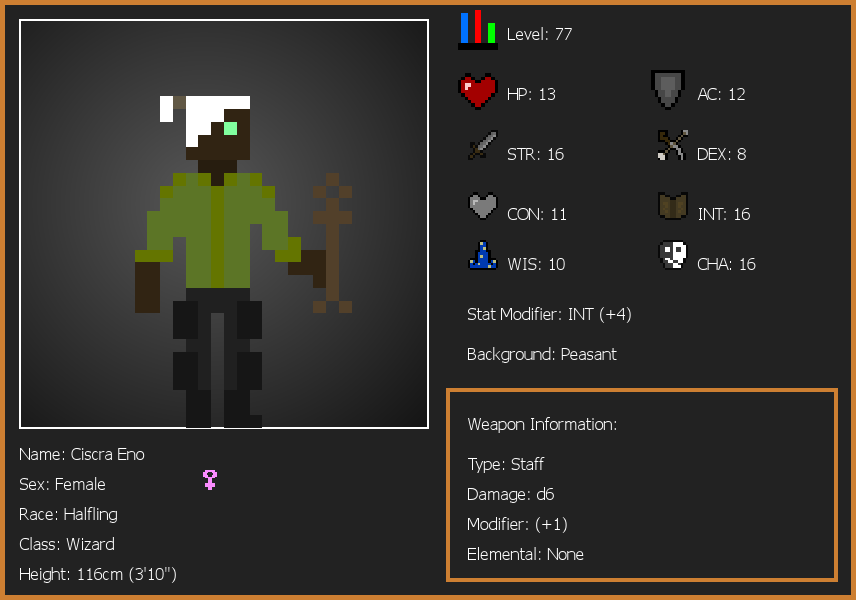 Level: 77
HP: 13
AC: 12
STR: 16
DEX: 8
CON: 11
INT: 16
WIS: 10
CHA: 16
Stat Modifier: INT (+4)
Background: Peasant
Weapon Information:
Type: Staff
Damage: d6
Modifier: (+1)
Elemental: None
Name: Ciscra Eno
Sex: Female
Race: Halfling
Class: Wizard
Height: 116cm (3'10")